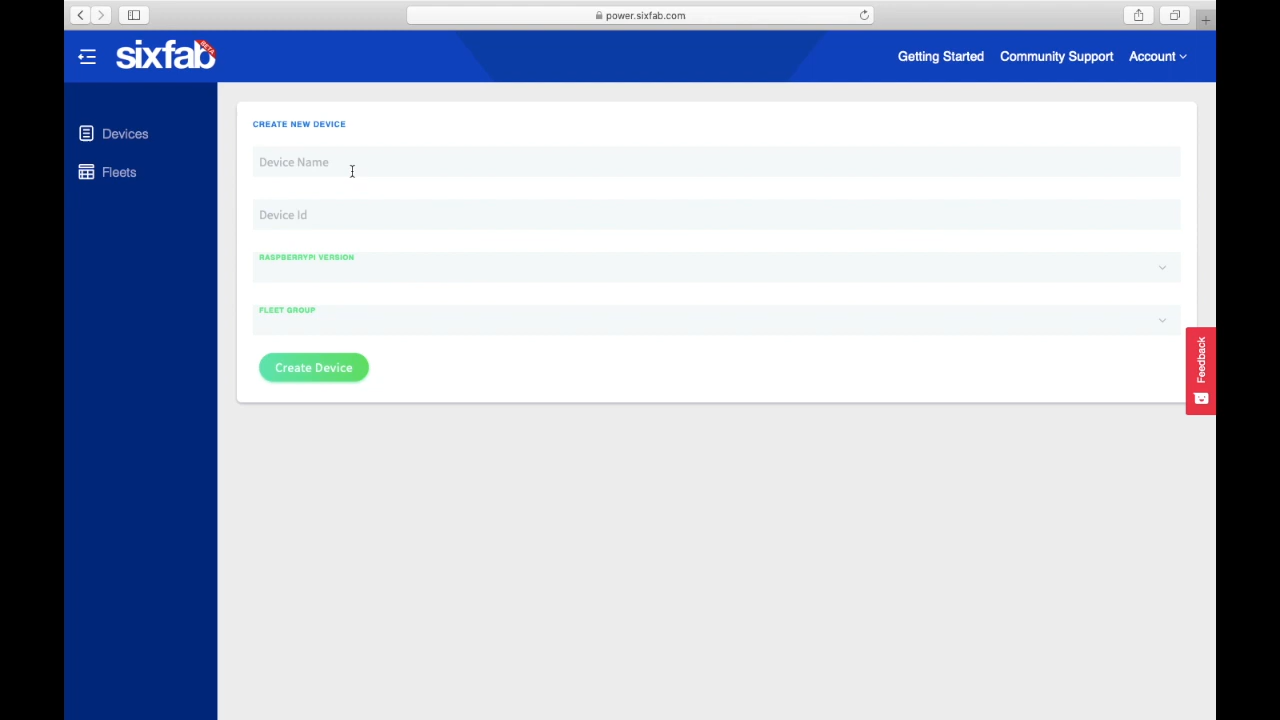 power.sixfab.com
sixfab BETA
Getting Started
Community Support
Account
Devices
Fleets
CREATE NEW DEVICE
Device Name
Device Id
RASPBERRYPI VERSION
FLEET GROUP
Create Device
Feedback